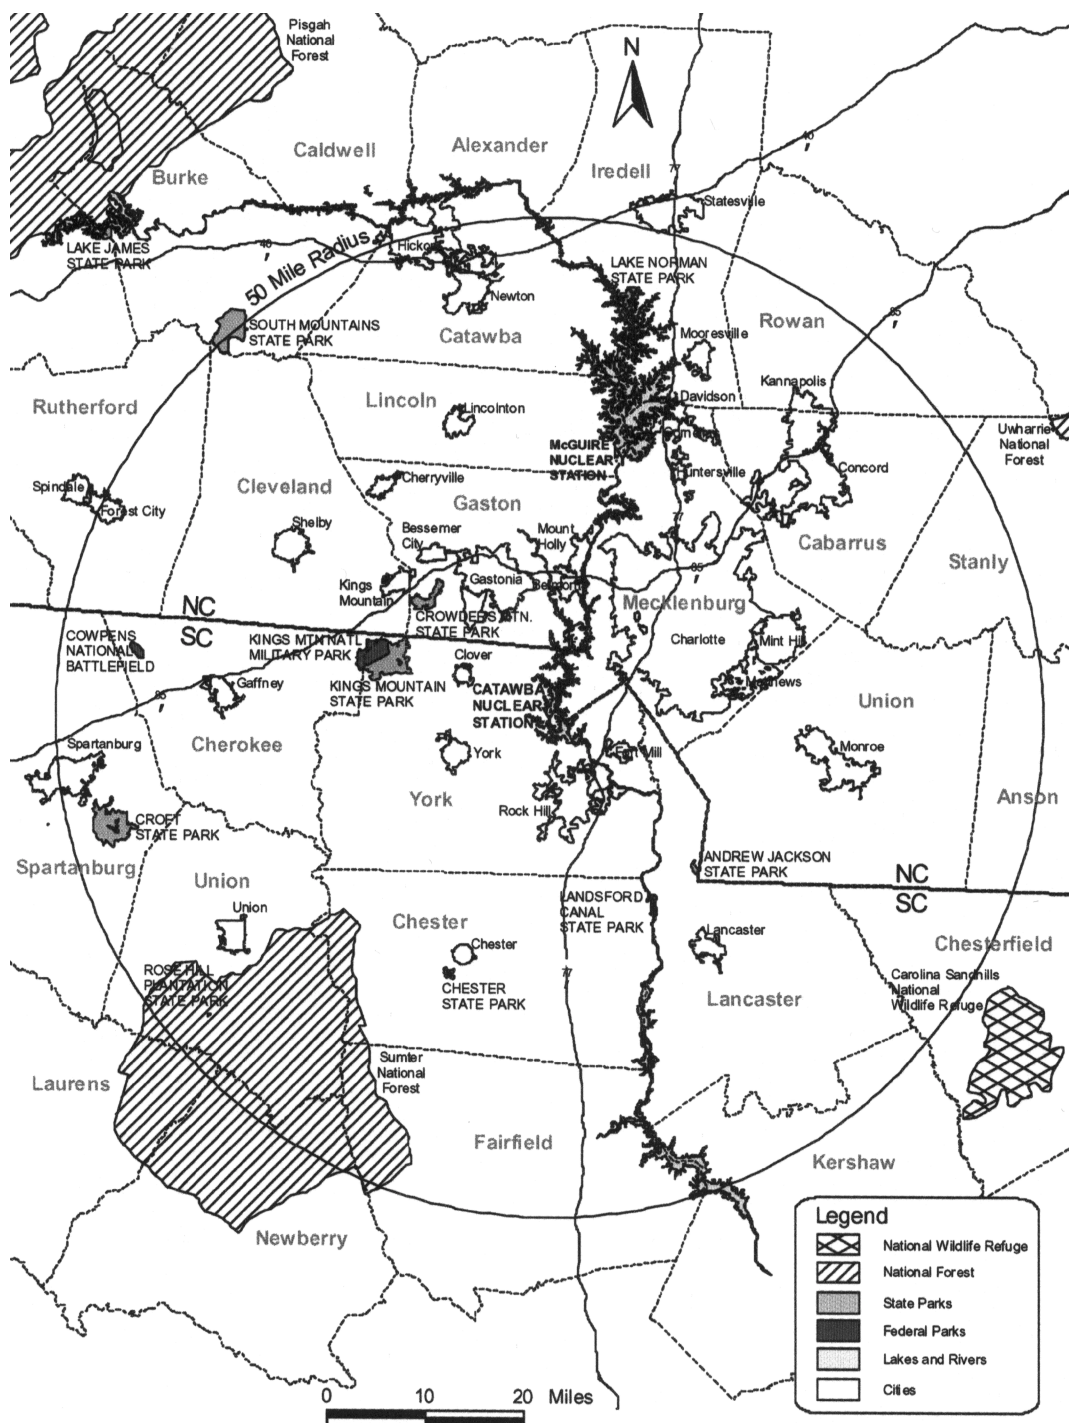 Pisgah
National
Forest
N
Caldwell
Alexander
Iredell
Burke
40
77
Statesville
LAKE JAMES
STATE PARK
40
50 Mile Radius
Hickory
LAKE NORMAN
STATE PARK
Newton
SOUTH MOUNTAINS
STATE PARK
Catawba
Mooresville
Rowan
85
Kannapolis
Rutherford
Lincoln
Lincolnton
Davidson
McGUIRE
NUCLEAR
STATION
Uwharrie
National
Forest
Spindale
Forest City
Cleveland
Cherryville
Gaston
Concord
Shelby
Bessemer
City
Mount
Holly
77
Cabarrus
Stanly
Kings
Mountain
Gastonia
Belmont
85
NC
SC
CROWDERS MTN.
STATE PARK
Mecklenburg
COWPENS
NATIONAL
BATTLEFIELD
KINGS MTN NATL
MILITARY PARK
Charlotte
Mint Hill
Clover
Gaffney
KINGS MOUNTAIN
STATE PARK
CATAWBA
NUCLEAR
STATION
Matthews
Union
85
Spartanburg
Cherokee
York
Fort Mill
Monroe
York
Rock Hill
Anson
CROFT
STATE PARK
Spartanburg
Union
ANDREW JACKSON
STATE PARK
NC
SC
Union
Chester
LANDSFORD
CANAL
STATE PARK
Chester
Lancaster
Chesterfield
ROSE HILL
PLANTATION
STATE PARK
CHESTER
STATE PARK
77
Lancaster
Carolina Sandhills
National
Wildlife Refuge
Laurens
Sumter
National
Forest
Fairfield
Kershaw
Newberry
Legend
National Wildlife Refuge
National Forest
State Parks
Federal Parks
Lakes and Rivers
Cities
0 10 20 Miles